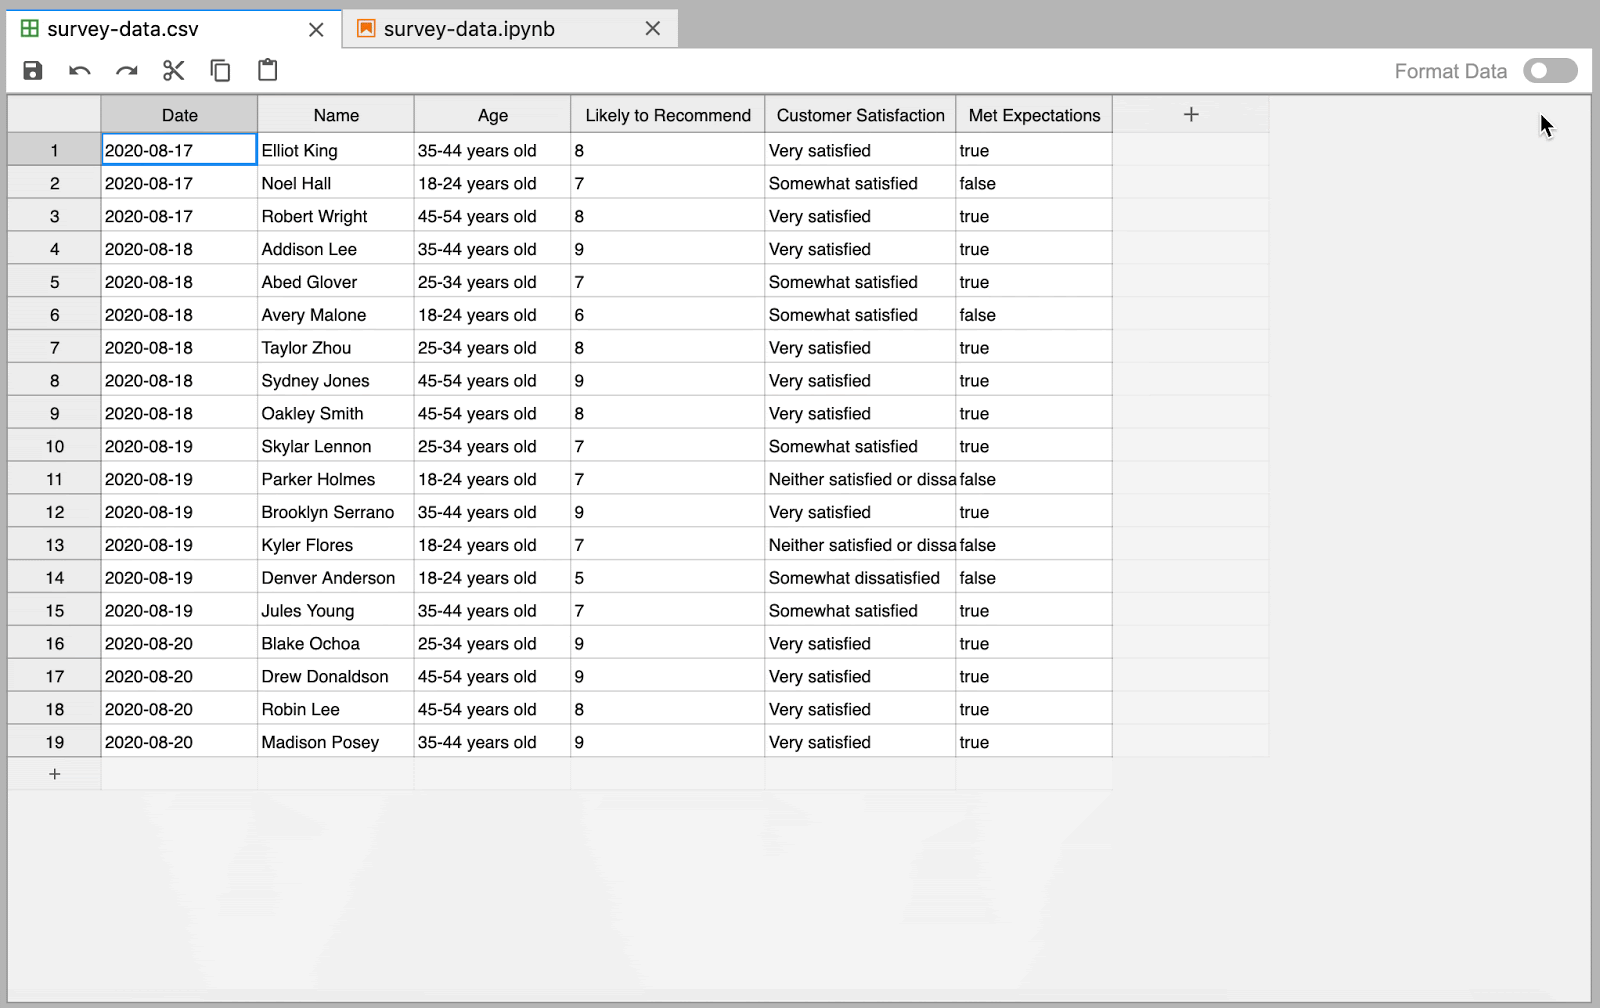 survey-data.csv survey-data.ipynb
Format Data
Date Name Age Likely to Recommend Customer Satisfaction Met Expectations +
1 2020-08-17 Elliot King 35-44 years old 8 Very satisfied true
2 2020-08-17 Noel Hall 18-24 years old 7 Somewhat satisfied false
3 2020-08-17 Robert Wright 45-54 years old 8 Very satisfied true
4 2020-08-18 Addison Lee 35-44 years old 9 Very satisfied true
5 2020-08-18 Abed Glover 25-34 years old 7 Somewhat satisfied true
6 2020-08-18 Avery Malone 18-24 years old 6 Somewhat satisfied false
7 2020-08-18 Taylor Zhou 25-34 years old 8 Very satisfied true
8 2020-08-18 Sydney Jones 45-54 years old 9 Very satisfied true
9 2020-08-18 Oakley Smith 45-54 years old 8 Very satisfied true
10 2020-08-19 Skylar Lennon 25-34 years old 7 Somewhat satisfied true
11 2020-08-19 Parker Holmes 18-24 years old 7 Neither satisfied or dissa false
12 2020-08-19 Brooklyn Serrano 35-44 years old 9 Very satisfied true
13 2020-08-19 Kyler Flores 18-24 years old 7 Neither satisfied or dissa false
14 2020-08-19 Denver Anderson 18-24 years old 5 Somewhat dissatisfied false
15 2020-08-19 Jules Young 35-44 years old 7 Somewhat satisfied true
16 2020-08-20 Blake Ochoa 25-34 years old 9 Very satisfied true
17 2020-08-20 Drew Donaldson 45-54 years old 9 Very satisfied true
18 2020-08-20 Robin Lee 45-54 years old 8 Very satisfied true
19 2020-08-20 Madison Posey 35-44 years old 9 Very satisfied true
+